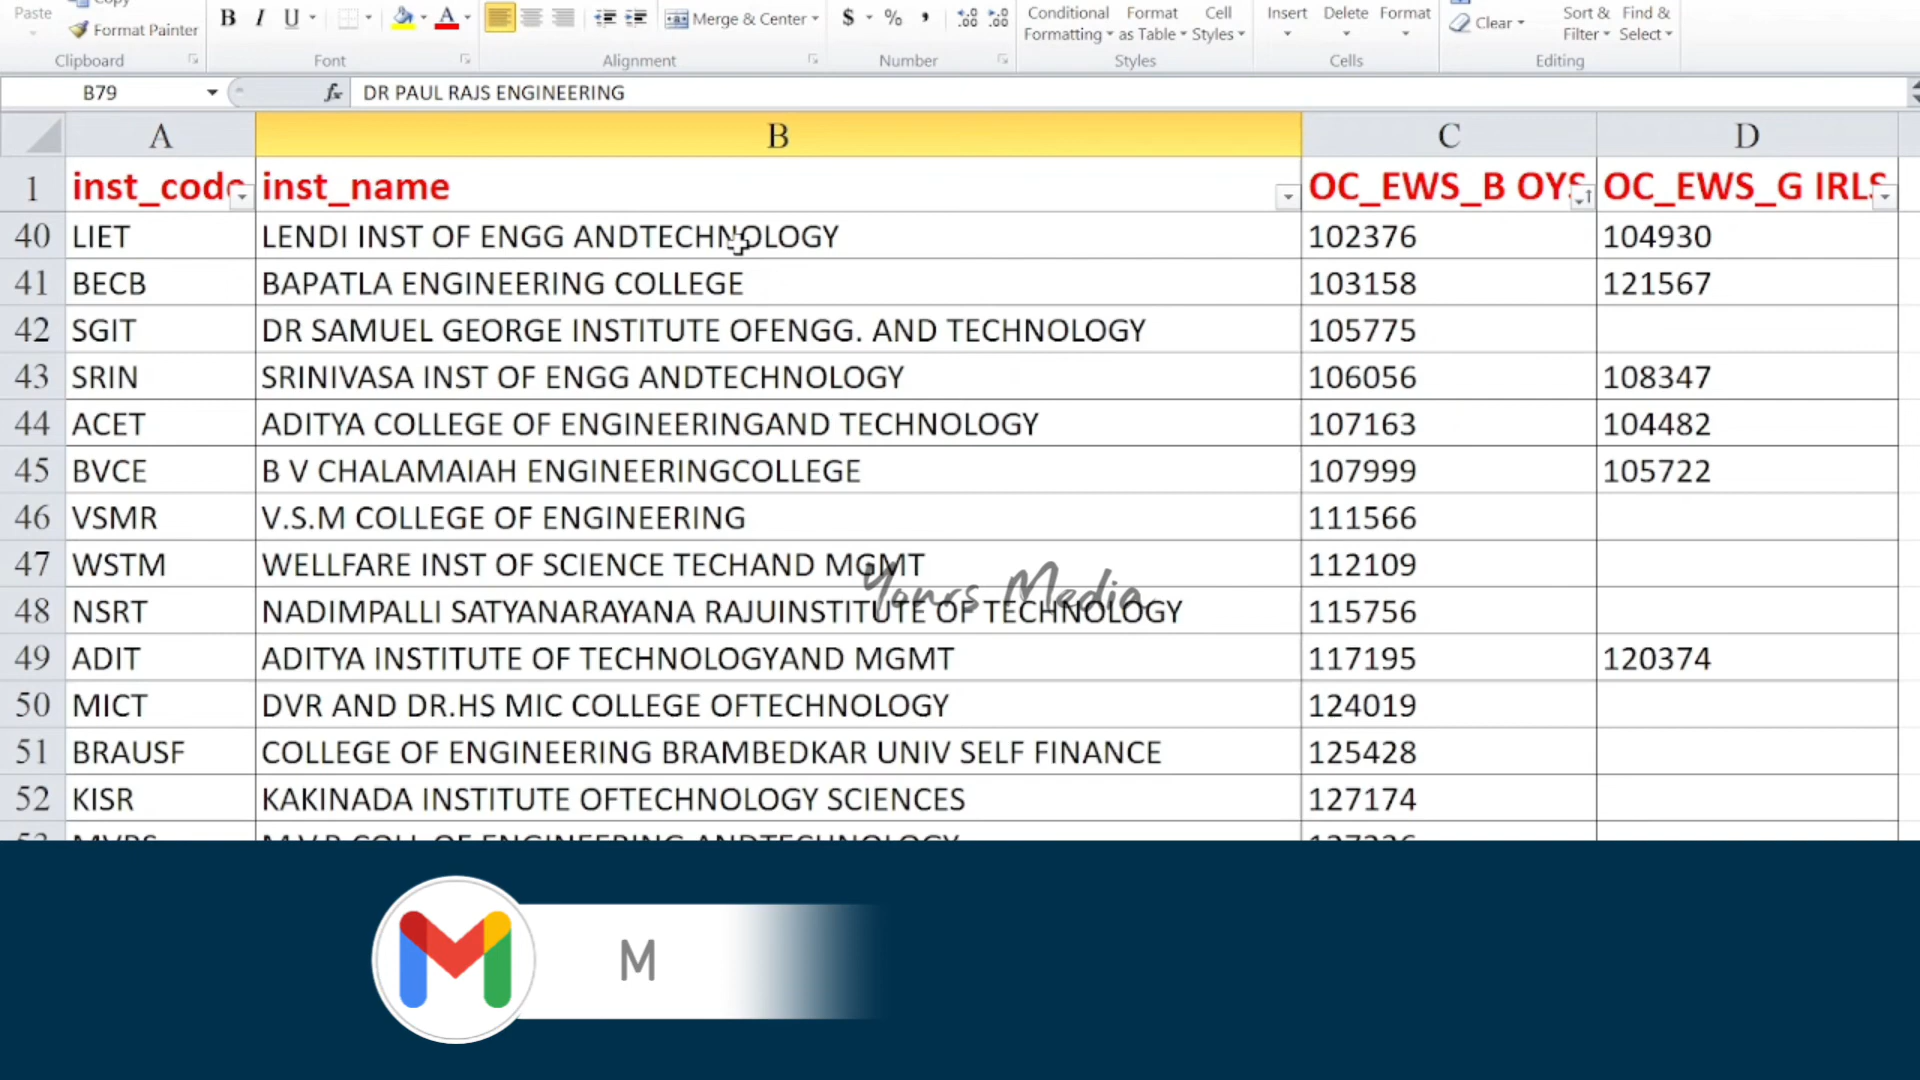 Paste Copy Format Painter B I U Merge & Center $ % , Conditional Formatting Format as Table Cell Styles Insert Delete Format Clear Sort & Filter Find & Select
Clipboard Font Alignment Number Styles Cells Editing
B79 fx DR PAUL RAJS ENGINEERING
A B C D
1 inst_code inst_name OC_EWS_B OYS OC_EWS_G IRLS
40 LIET LENDI INST OF ENGG ANDTECHNOLOGY 102376 104930
41 BECB BAPATLA ENGINEERING COLLEGE 103158 121567
42 SGIT DR SAMUEL GEORGE INSTITUTE OFENGG. AND TECHNOLOGY 105775
43 SRIN SRINIVASA INST OF ENGG ANDTECHNOLOGY 106056 108347
44 ACET ADITYA COLLEGE OF ENGINEERINGAND TECHNOLOGY 107163 104482
45 BVCE B V CHALAMAIAH ENGINEERINGCOLLEGE 107999 105722
46 VSMR V.S.M COLLEGE OF ENGINEERING 111566
47 WSTM WELLFARE INST OF SCIENCE TECHAND MGMT 112109
Yours Media
48 NSRT NADIMPALLI SATYANARAYANA RAJUINSTITUTE OF TECHNOLOGY 115756
49 ADIT ADITYA INSTITUTE OF TECHNOLOGYAND MGMT 117195 120374
50 MICT DVR AND DR.HS MIC COLLEGE OFTECHNOLOGY 124019
51 BRAUSF COLLEGE OF ENGINEERING BRAMBEDKAR UNIV SELF FINANCE 125428
52 KISR KAKINADA INSTITUTE OFTECHNOLOGY SCIENCES 127174
M